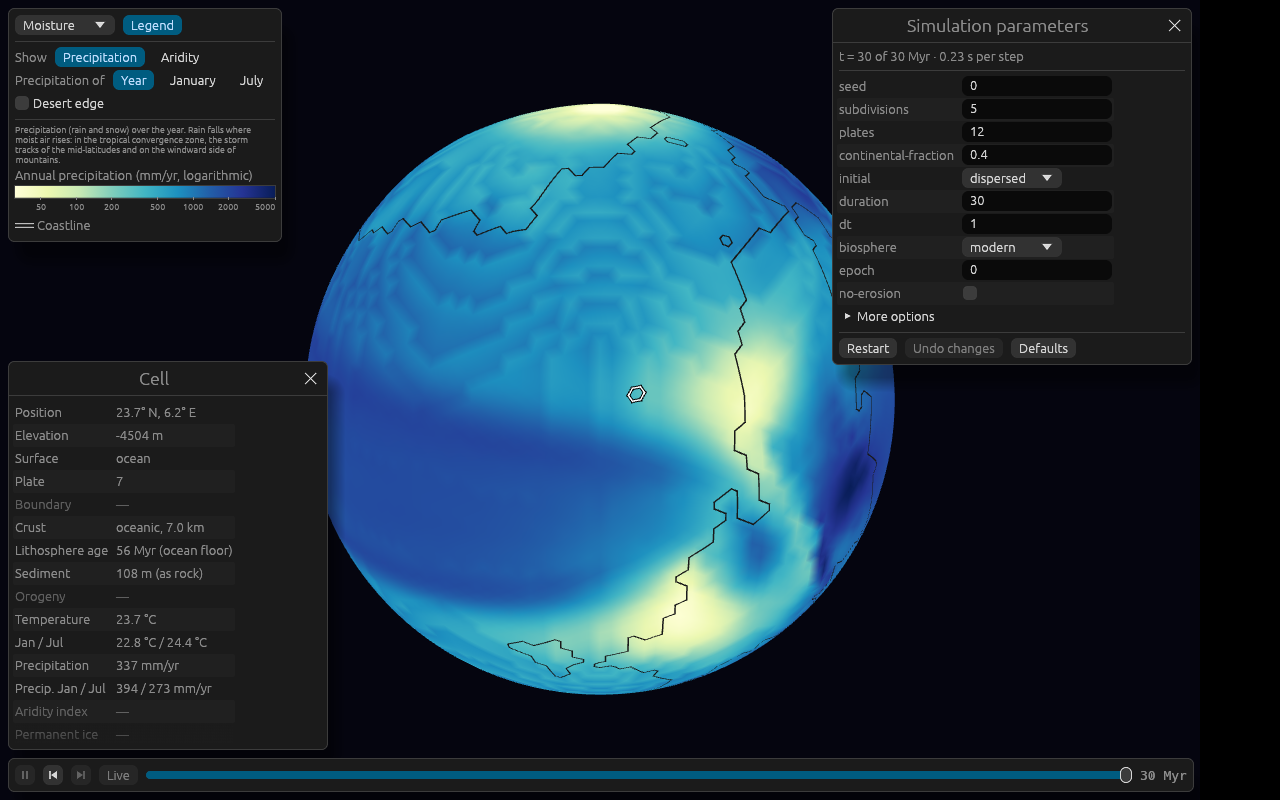 Moisture Legend
Show Precipitation Aridity
Precipitation of Year January July
Desert edge
Precipitation (rain and snow) over the year. Rain falls where
moist air rises: in the tropical convergence zone, the storm
tracks of the mid-latitudes and on the windward side of
mountains.
Annual precipitation (mm/yr, logarithmic)
50 100 200 500 1000 2000 5000
Coastline
Simulation parameters
t = 30 of 30 Myr · 0.23 s per step
seed 0
subdivisions 5
plates 12
continental-fraction 0.4
initial dispersed
duration 30
dt 1
biosphere modern
epoch 0
no-erosion
More options
Restart Undo changes Defaults
Cell
Position 23.7° N, 6.2° E
Elevation -4504 m
Surface ocean
Plate 7
Boundary —
Crust oceanic, 7.0 km
Lithosphere age 56 Myr (ocean floor)
Sediment 108 m (as rock)
Orogeny —
Temperature 23.7 °C
Jan / Jul 22.8 °C / 24.4 °C
Precipitation 337 mm/yr
Precip. Jan / Jul 394 / 273 mm/yr
Aridity index —
Permanent ice —
Live 30 Myr